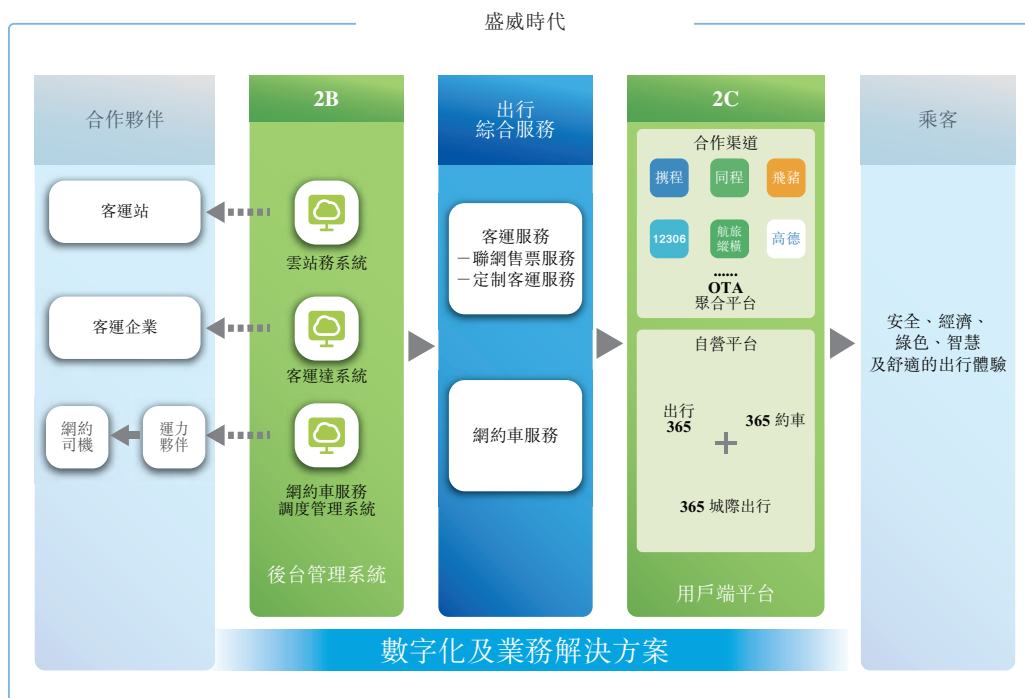 盛威時代
合作夥伴
客運站
客運企業
網約
司機
運力
夥伴
2B
雲站務系統
客運達系統
網約車服務
調度管理系統
後台管理系統
出行
綜合服務
客運服務
－聯網售票服務
－定制客運服務
網約車服務
2C
合作渠道
携程
同程
飛豬
12306
航旅
縱橫
高德
......
OTA
聚合平台
自營平台
出行
365
+
365 約車
365 城際出行
用戶端平台
乘客
安全、經濟、
綠色、智慧
及舒適的出行體驗
數字化及業務解決方案